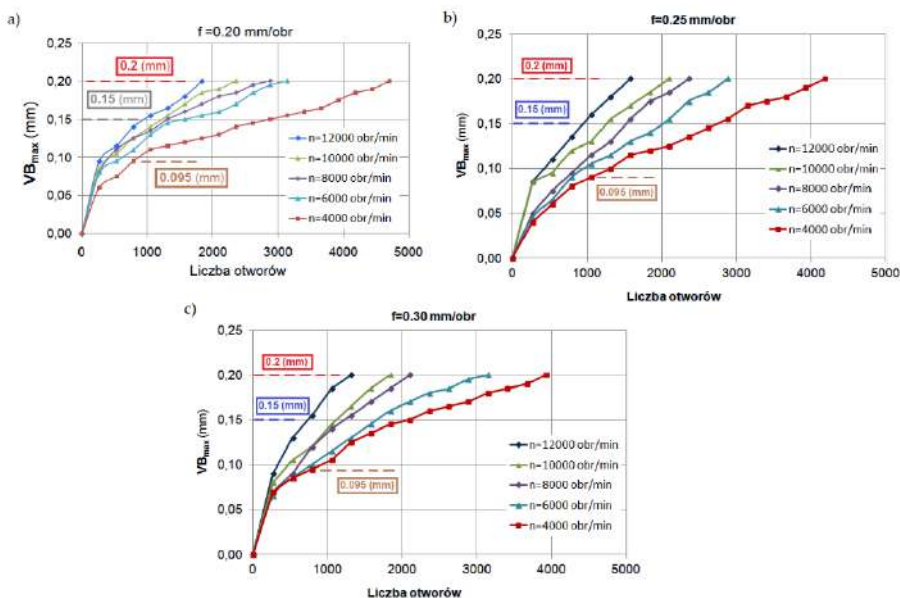 a)
f =0.20 mm/obr
VB max (mm)
0,25
0,20
0,15
0,10
0,05
0,00
0.2 (mm)
0.15 (mm)
0.095 (mm)
n=12000 obr/min
n=10000 obr/min
n=8000 obr/min
n=6000 obr/min
n=4000 obr/min
0 1000 2000 3000 4000 5000
Liczba otworów
b)
f=0.25 mm/obr
VB max (mm)
0,25
0,20
0,15
0,10
0,05
0,00
0.2 (mm)
0.15 (mm)
0.095 (mm)
n=12000 obr/min
n=10000 obr/min
n=8000 obr/min
n=6000 obr/min
n=4000 obr/min
0 1000 2000 3000 4000 5000
Liczba otworów
c)
f=0.30 mm/obr
VB max (mm)
0,25
0,20
0,15
0,10
0,05
0,00
0.2 (mm)
0.15 (mm)
0.095 (mm)
n=12000 obr/min
n=10000 obr/min
n=8000 obr/min
n=6000 obr/min
n=4000 obr/min
0 1000 2000 3000 4000 5000
Liczba otworów